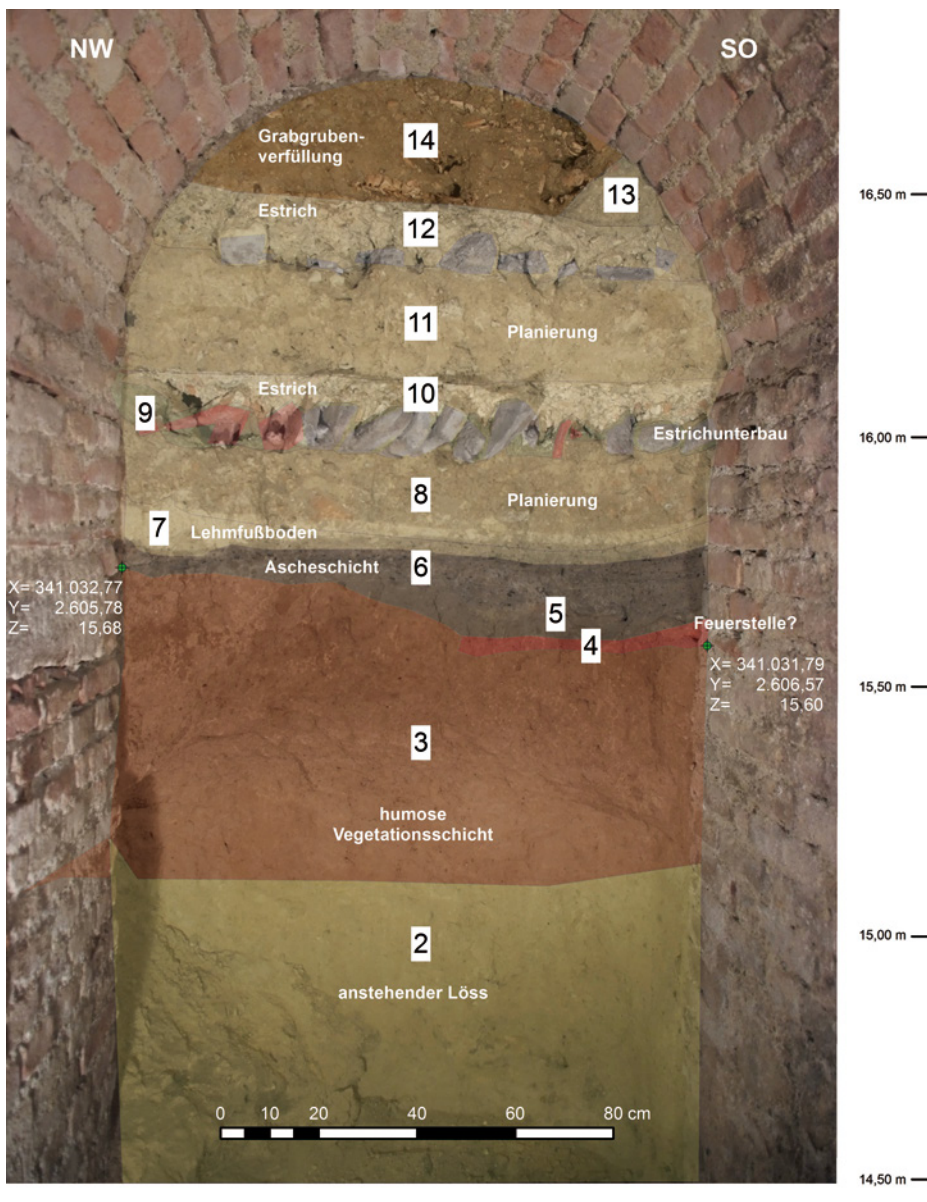 NW
SO
Grabgruben-
verfüllung
14
13
16,50 m
Estrich
12
11
Planierung
Estrich
10
9
Estrichunterbau
16,00 m
8
Planierung
7
Lehmfußboden
Ascheschicht
6
X= 341.032,77
Y= 2.605,78
Z= 15,68
5
Feuerstelle?
4
X= 341.031,79
Y= 2.606,57
Z= 15,60
15,50 m
3
humose
Vegetationsschicht
2
15,00 m
anstehender Löss
0 10 20 40 60 80 cm
14,50 m